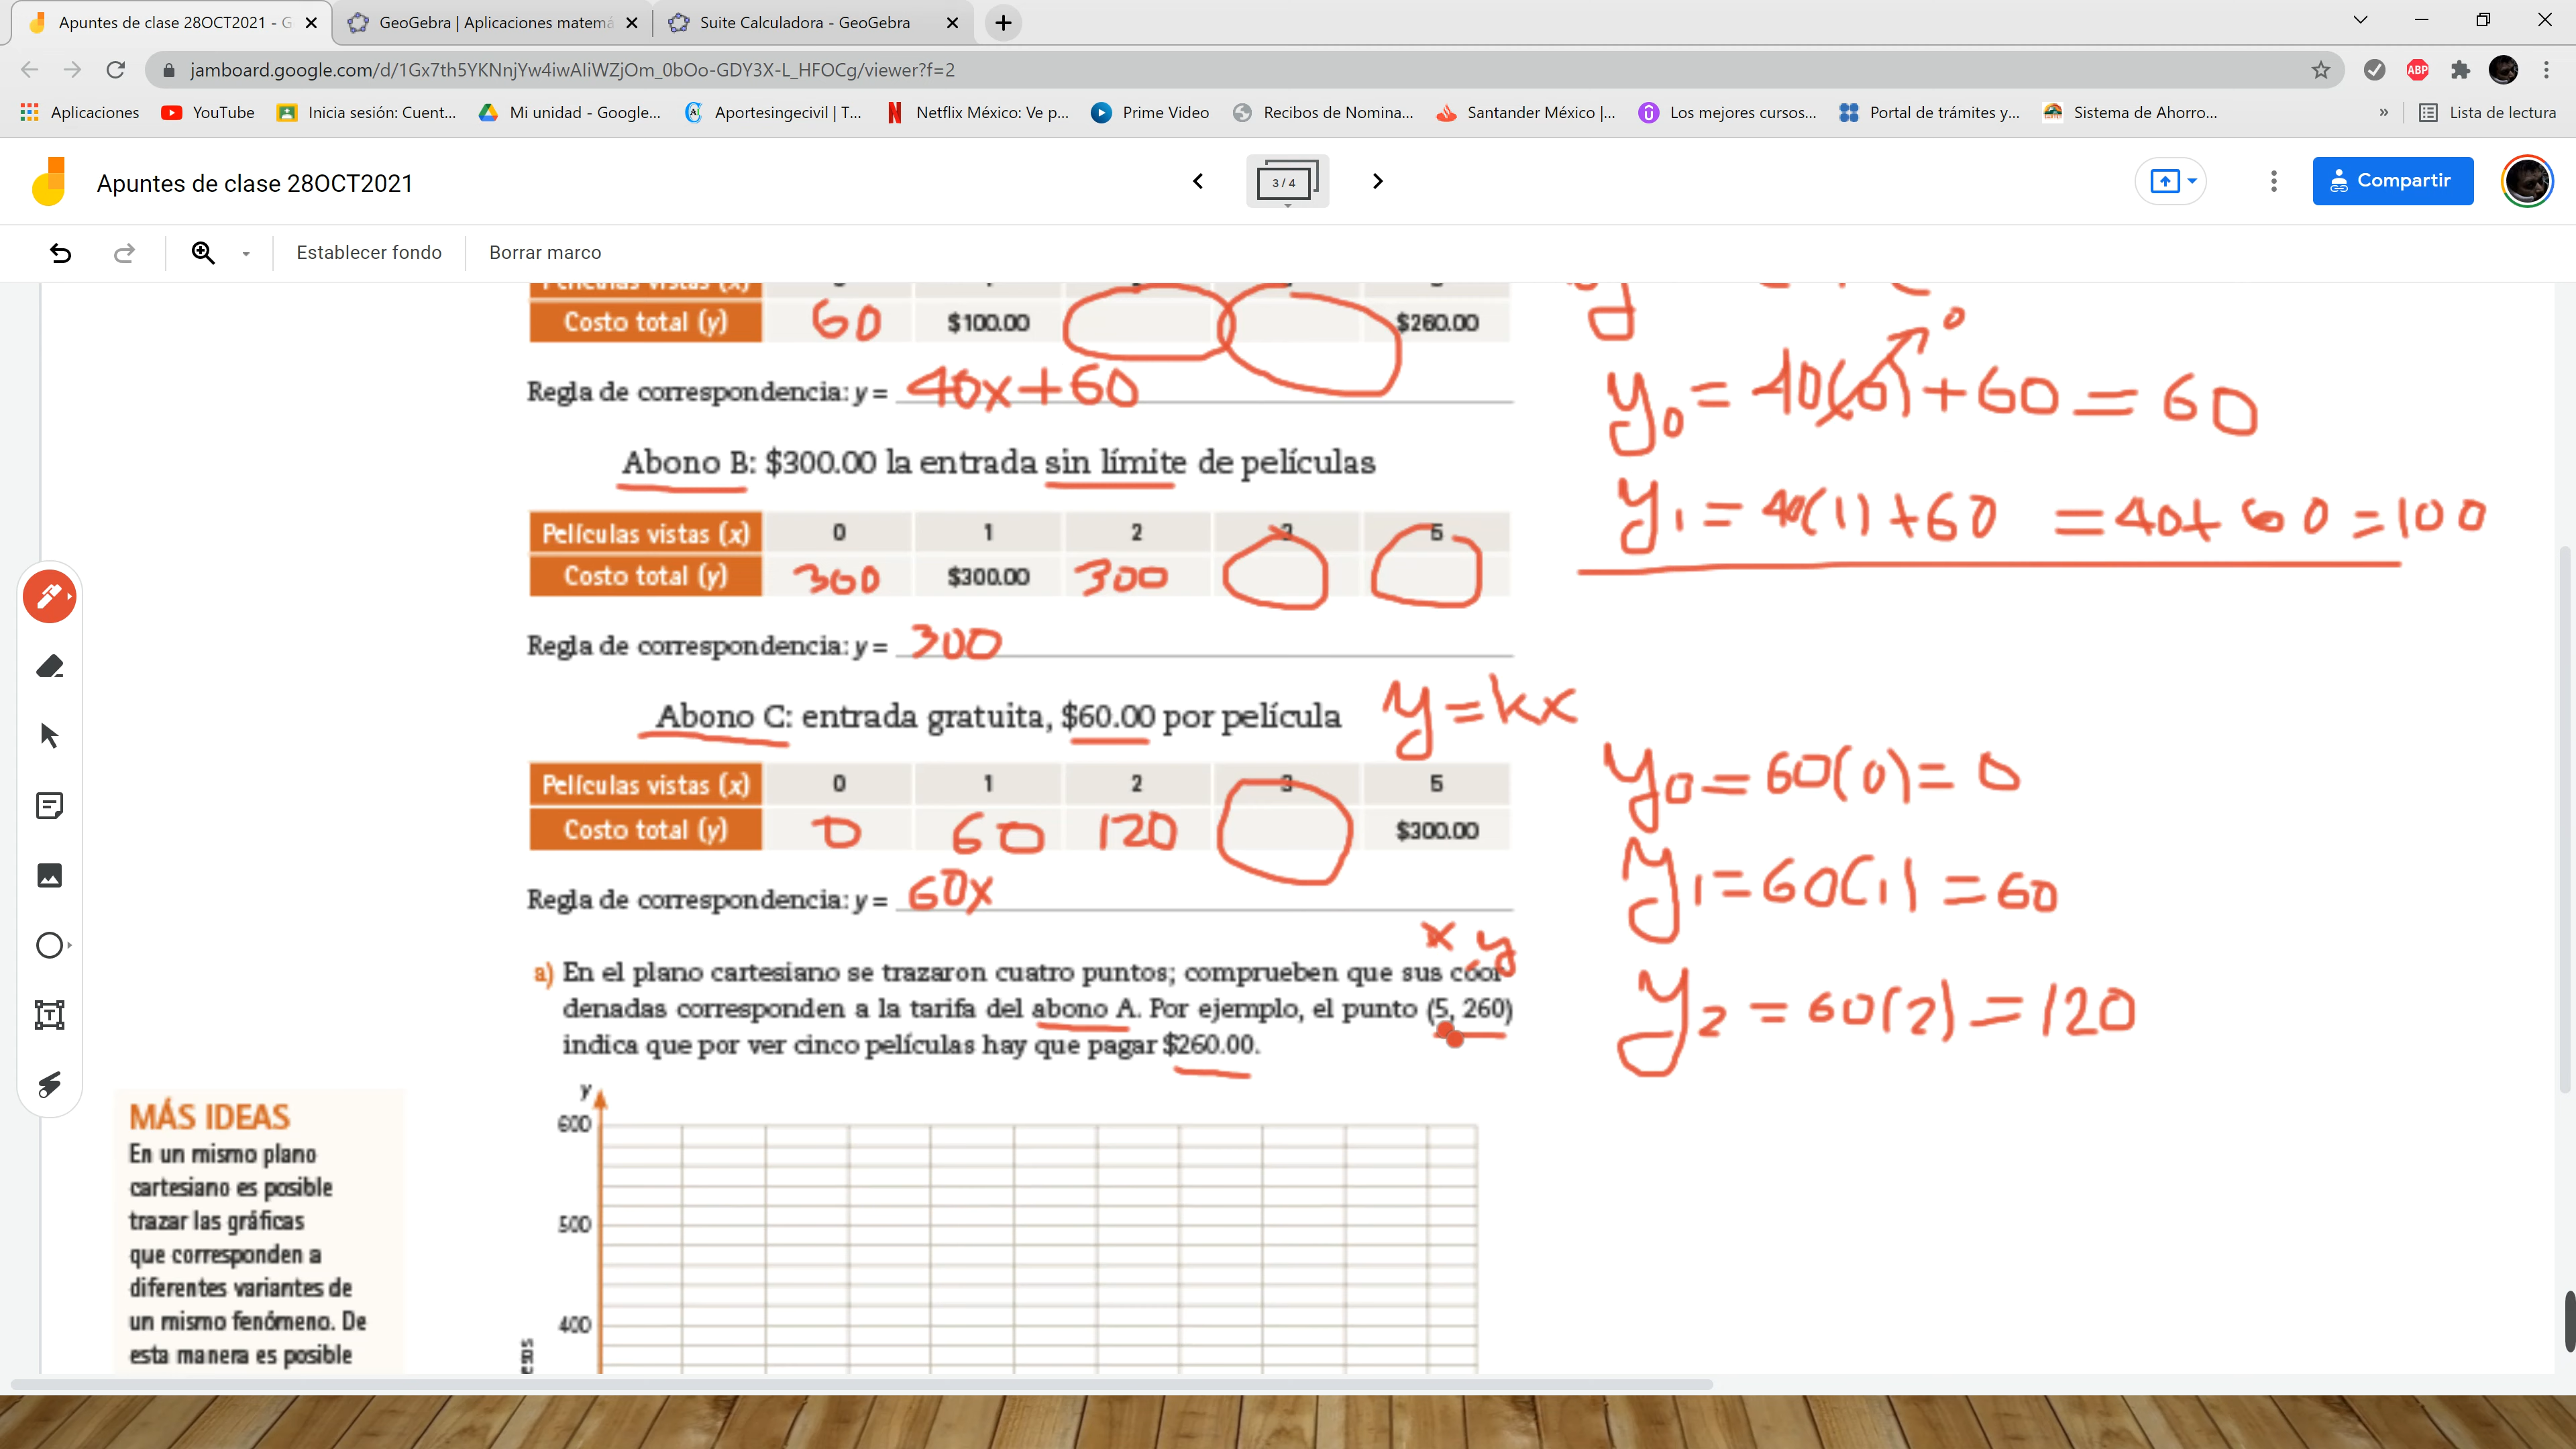 Apuntes de clase 28OCT2021 - G
GeoGebra | Aplicaciones matemá
Suite Calculadora - GeoGebra
jamboard.google.com/d/1Gx7th5YKNnjYw4iwAIiWZjOm_0bOo-GDY3X-L_HFOCg/viewer?f=2
ABP
Aplicaciones
YouTube
Inicia sesión: Cuent...
Mi unidad - Google...
Aportesingecivil | T...
Netflix México: Ve p...
Prime Video
Recibos de Nomina...
Santander México |...
Los mejores cursos...
Portal de trámites y...
Sistema de Ahorro...
»
Lista de lectura
Apuntes de clase 28OCT2021
3 / 4
Compartir
Establecer fondo
Borrar marco
Películas vistas (x)
Costo total (y) 60 $100.00 $260.00
Regla de correspondencia: y = 40x+60
Abono B: $300.00 la entrada sin límite de películas
Películas vistas (x) 0 1 2 3 5
Costo total (y) 300 $300.00 300
Regla de correspondencia: y = 300
Abono C: entrada gratuita, $60.00 por película
y=kx
Películas vistas (x) 0 1 2 3 5
Costo total (y) 0 60 120 $300.00
Regla de correspondencia: y = 60x
x, y
a) En el plano cartesiano se trazaron cuatro puntos; comprueben que sus coor
denadas corresponden a la tarifa del abono A. Por ejemplo, el punto (5, 260)
indica que por ver cinco películas hay que pagar $260.00.
y
600
500
400
MÁS IDEAS
En un mismo plano
cartesiano es posible
trazar las gráficas
que corresponden a
diferentes variantes de
un mismo fenómeno. De
esta manera es posible
0
y0 = 40(0)+60 = 60
y1 = 40(1)+60 = 40+60=100
y0 = 60(0)= 0
y1 = 60(1) = 60
y2 = 60(2) = 120